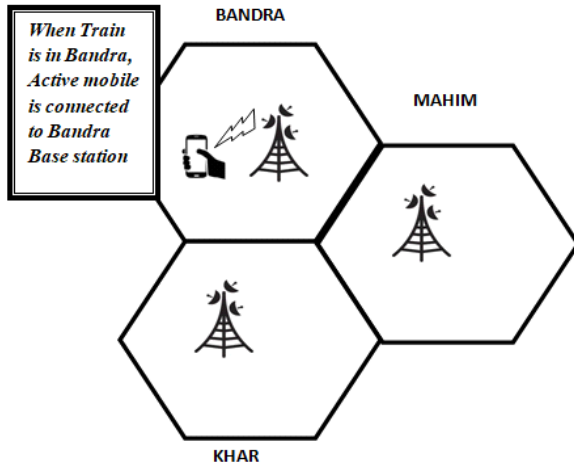 BANDRA
When Train
is in Bandra,
Active mobile
is connected
to Bandra
Base station
MAHIM
KHAR